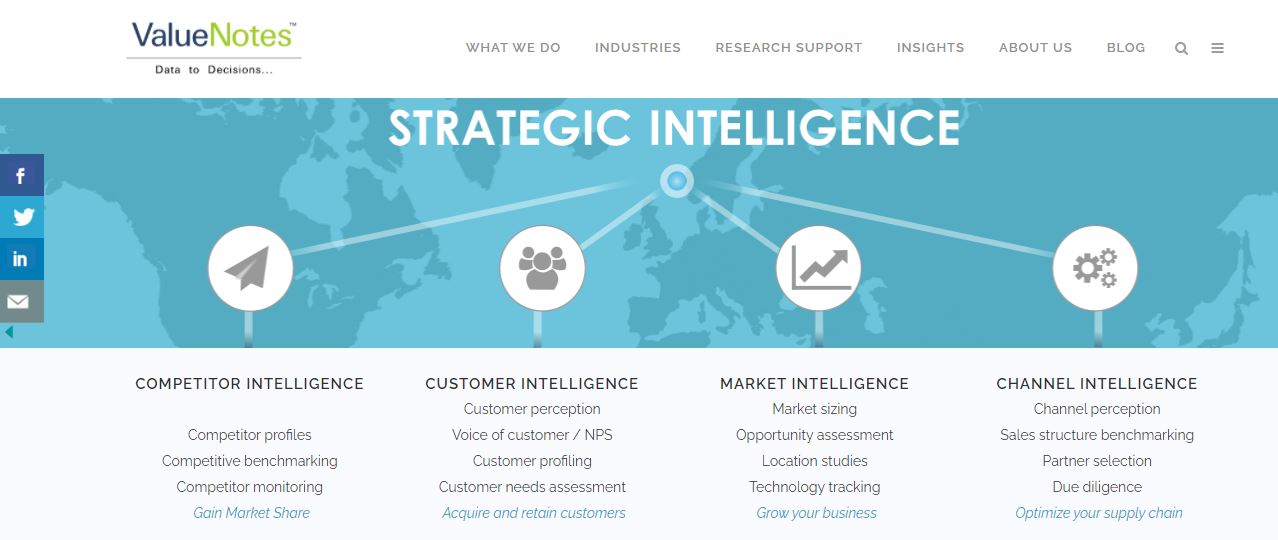 ValueNotes™
Data to Decisions...
WHAT WE DO INDUSTRIES RESEARCH SUPPORT INSIGHTS ABOUT US BLOG
STRATEGIC INTELLIGENCE
f
in
COMPETITOR INTELLIGENCE
Competitor profiles
Competitive benchmarking
Competitor monitoring
Gain Market Share
CUSTOMER INTELLIGENCE
Customer perception
Voice of customer / NPS
Customer profiling
Customer needs assessment
Acquire and retain customers
MARKET INTELLIGENCE
Market sizing
Opportunity assessment
Location studies
Technology tracking
Grow your business
CHANNEL INTELLIGENCE
Channel perception
Sales structure benchmarking
Partner selection
Due diligence
Optimize your supply chain